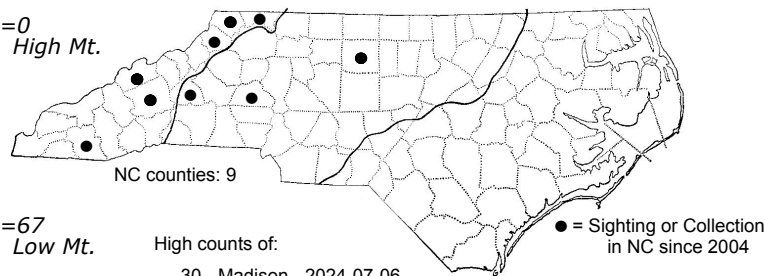 =0
High Mt.
NC counties: 9
=67
Low Mt.
High counts of:
● = Sighting or Collection
in NC since 2004
30 - Madison - 2024-07-06